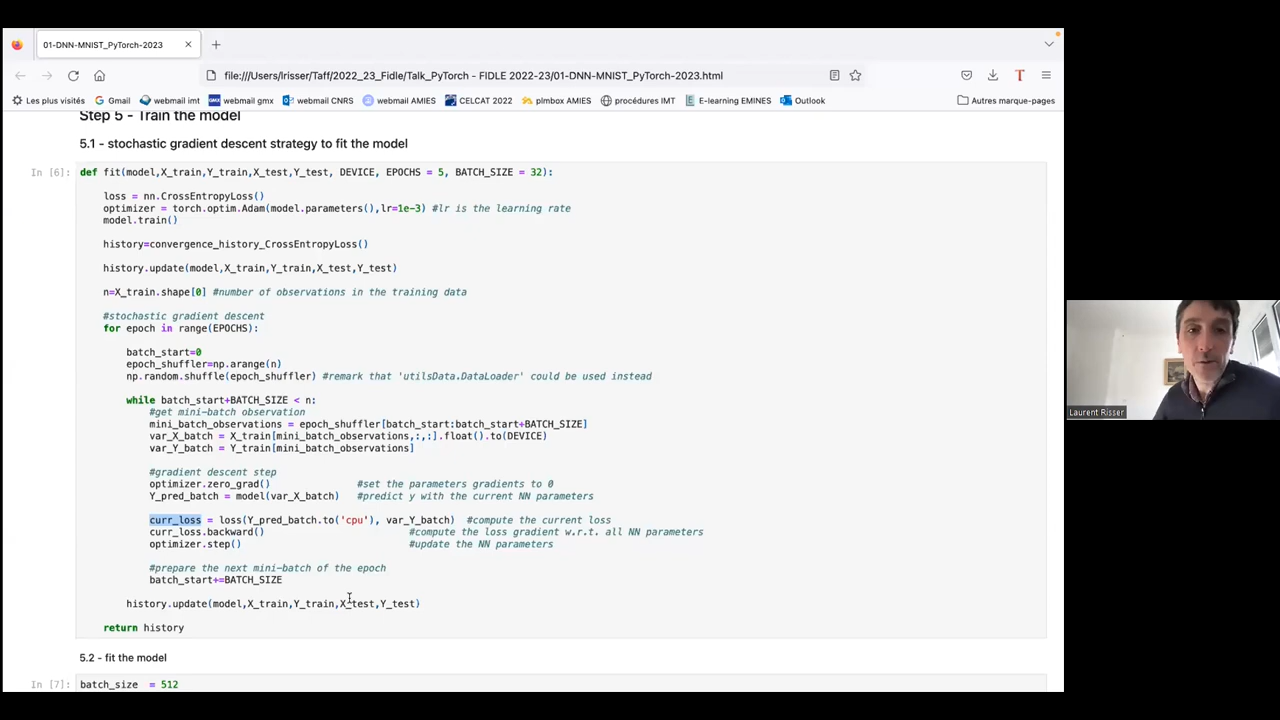 01-DNN-MNIST_PyTorch-2023
file:///Users/lrisser/Taff/2022_23_Fidle/Talk_PyTorch - FIDLE 2022-23/01-DNN-MNIST_PyTorch-2023.html
Les plus visités Gmail webmail imt webmail gmx webmail CNRS webmail AMIES CELCAT 2022 plmbox AMIES procédures IMT E-learning EMINES Outlook Autres marque-pages
Step 5 - Train the model
5.1 - stochastic gradient descent strategy to fit the model
In [6]: def fit(model,X_train,Y_train,X_test,Y_test, DEVICE, EPOCHS = 5, BATCH_SIZE = 32):
loss = nn.CrossEntropyLoss()
optimizer = torch.optim.Adam(model.parameters(),lr=1e-3) #lr is the learning rate
model.train()
history=convergence_history_CrossEntropyLoss()
history.update(model,X_train,Y_train,X_test,Y_test)
n=X_train.shape[0] #number of observations in the training data
#stochastic gradient descent
for epoch in range(EPOCHS):
batch_start=0
epoch_shuffler=np.arange(n)
np.random.shuffle(epoch_shuffler) #remark that 'utilsData.DataLoader' could be used instead
while batch_start+BATCH_SIZE < n:
#get mini-batch observation
mini_batch_observations = epoch_shuffler[batch_start:batch_start+BATCH_SIZE]
var_X_batch = X_train[mini_batch_observations,:,:].float().to(DEVICE)
var_Y_batch = Y_train[mini_batch_observations]
#gradient descent step
optimizer.zero_grad() #set the parameters gradients to 0
Y_pred_batch = model(var_X_batch) #predict y with the current NN parameters
curr_loss = loss(Y_pred_batch.to('cpu'), var_Y_batch) #compute the current loss
curr_loss.backward() #compute the loss gradient w.r.t. all NN parameters
optimizer.step() #update the NN parameters
#prepare the next mini-batch of the epoch
batch_start+=BATCH_SIZE
history.update(model,X_train,Y_train,X_test,Y_test)
return history
5.2 - fit the model
In [7]: batch_size = 512
Laurent Risser